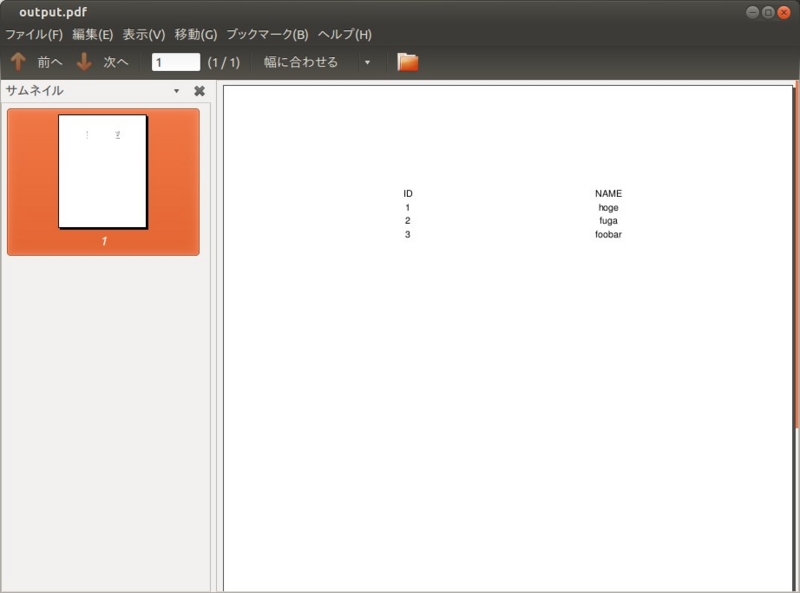 output.pdf
ファイル(F) 編集(E) 表示(V) 移動(G) ブックマーク(B) ヘルプ(H)
前へ 次へ 1 (1 / 1) 幅に合わせる
サムネイル
1
ID NAME
1 hoge
2 fuga
3 foobar